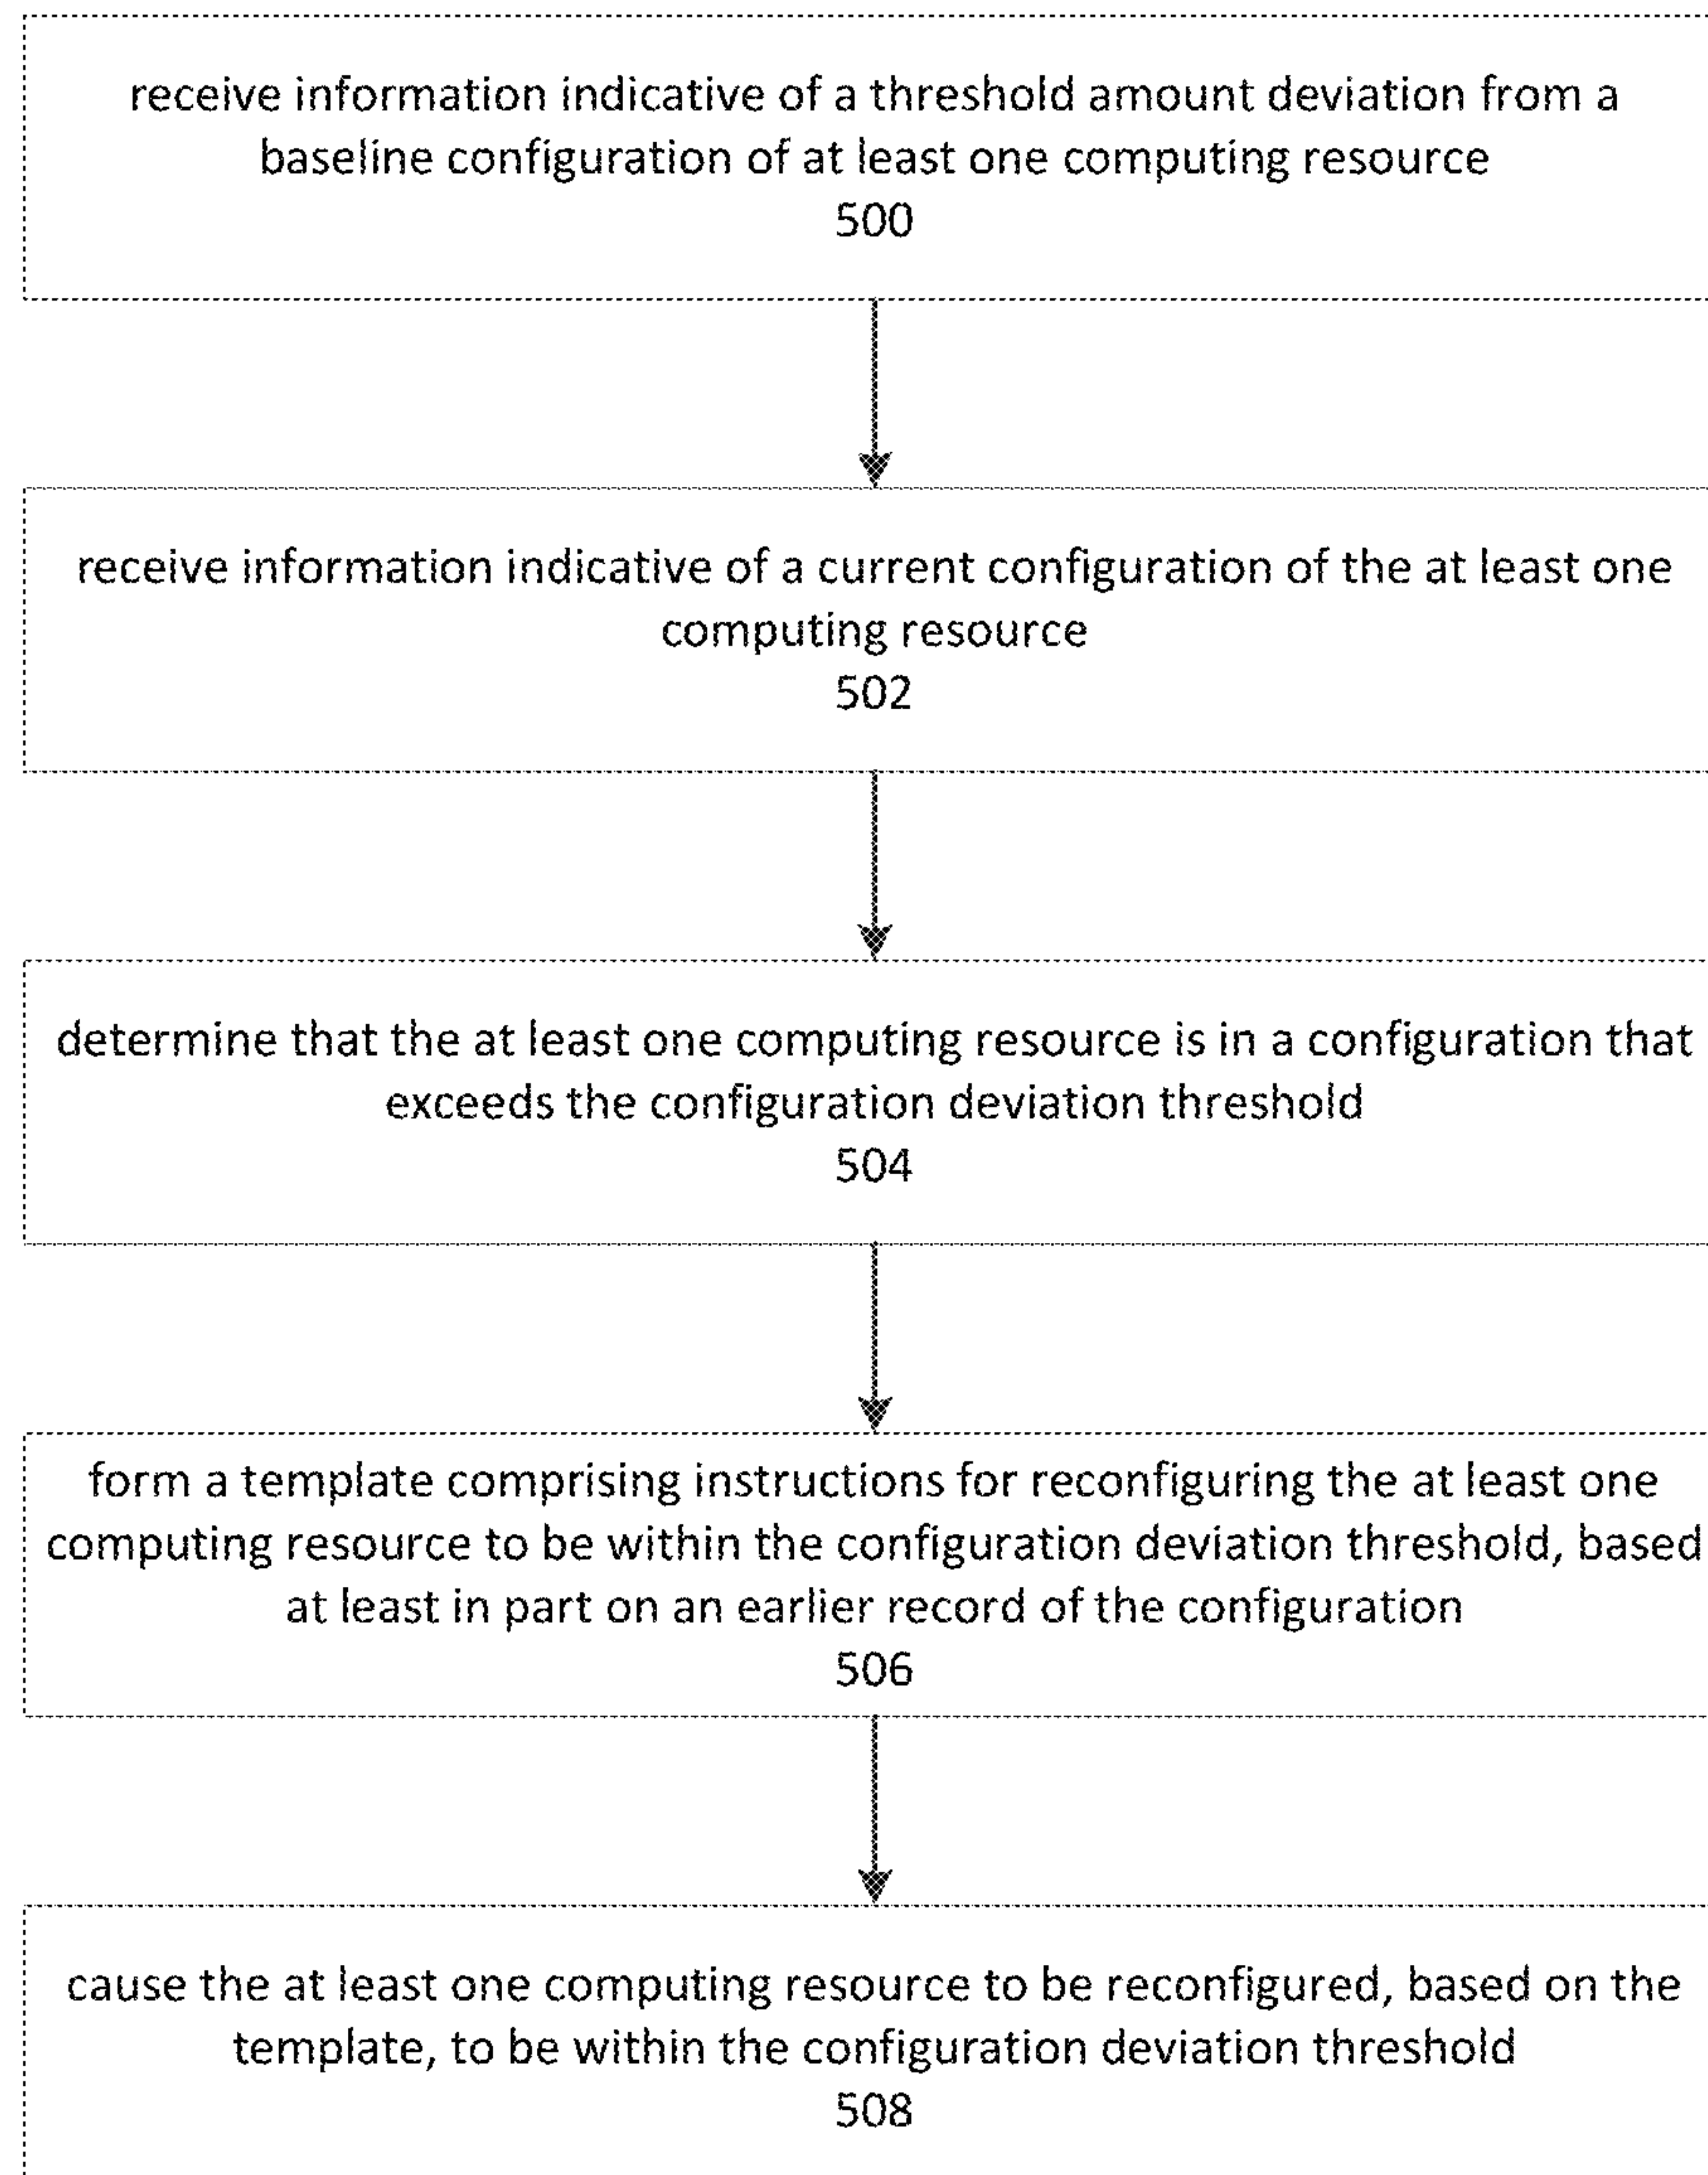 receive information indicative of a threshold amount deviation from a
baseline configuration of at least one computing resource
500
receive information indicative of a current configuration of the at least one
computing resource
502
determine that the at least one computing resource is in a configuration that
exceeds the configuration deviation threshold
504
form a template comprising instructions for reconfiguring the at least one
computing resource to be within the configuration deviation threshold, based
at least in part on an earlier record of the configuration
506
cause the at least one computing resource to be reconfigured, based on the
template, to be within the configuration deviation threshold
508